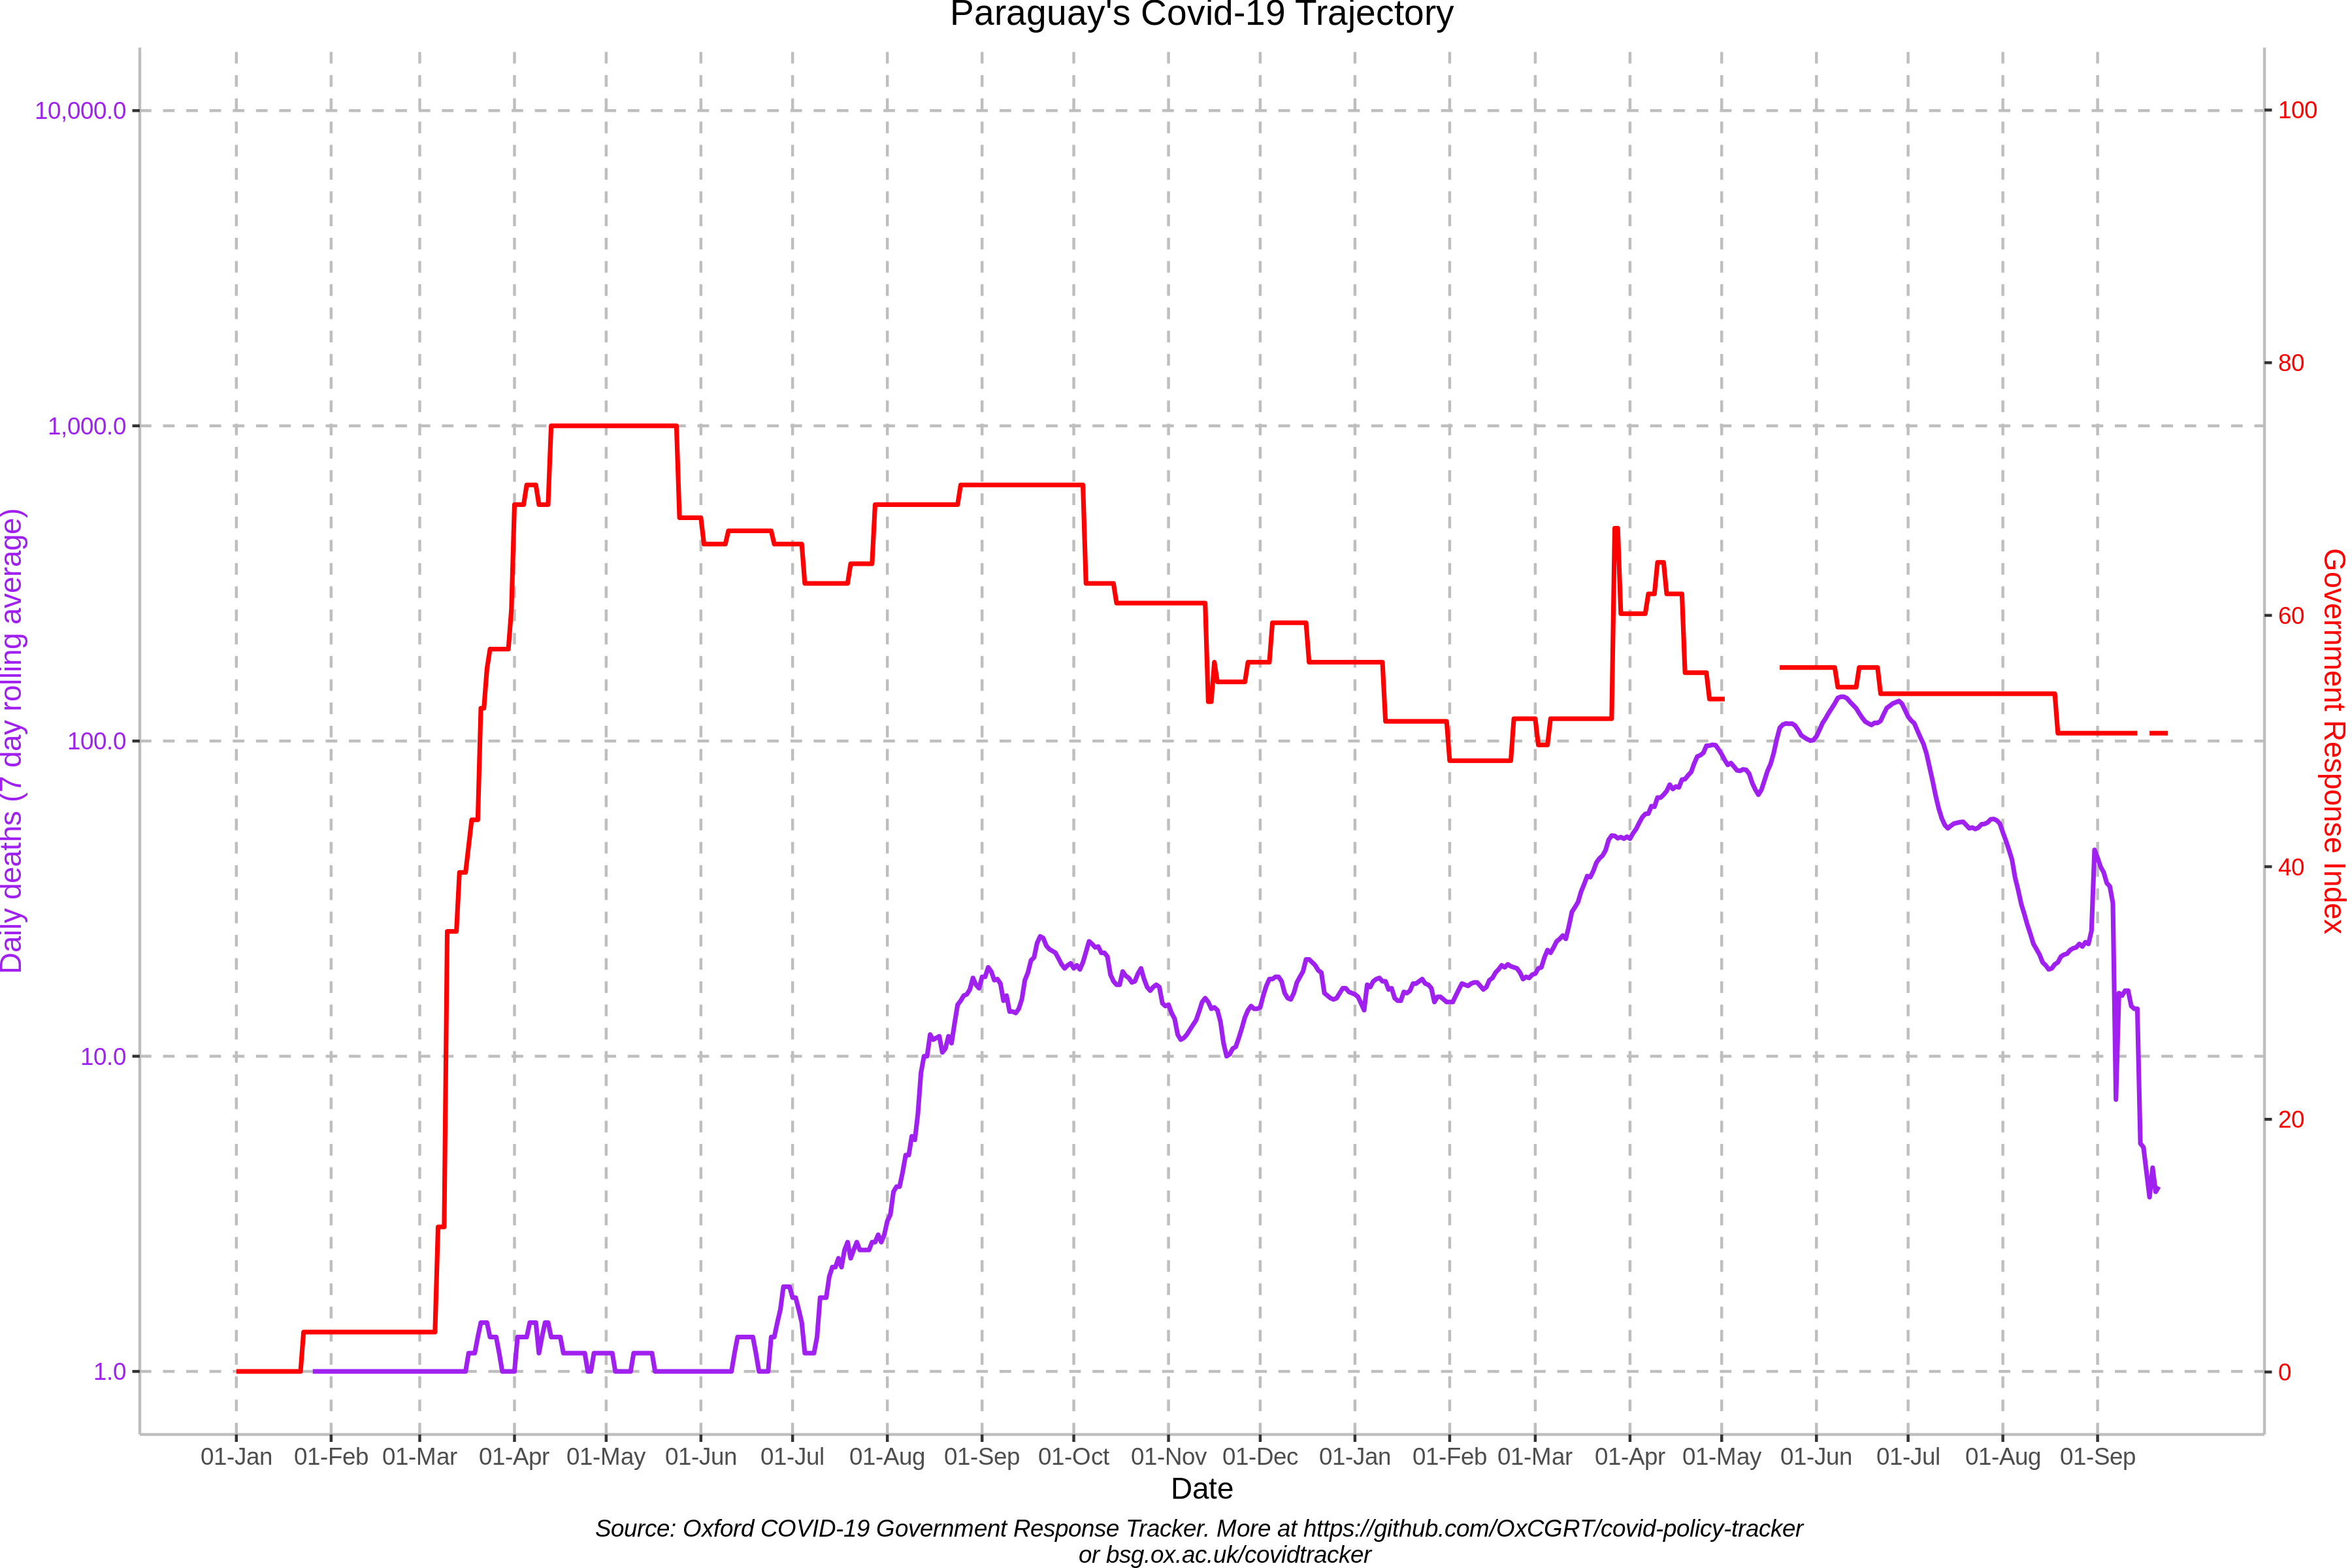 Paraguay's Covid-19 Trajectory
10,000.0
1,000.0
100.0
10.0
1.0
Daily deaths (7 day rolling average)
100
80
60
40
20
0
Government Response Index
01-Jan 01-Feb 01-Mar 01-Apr 01-May 01-Jun 01-Jul 01-Aug 01-Sep 01-Oct 01-Nov 01-Dec 01-Jan 01-Feb 01-Mar 01-Apr 01-May 01-Jun 01-Jul 01-Aug 01-Sep
Date
Source: Oxford COVID-19 Government Response Tracker. More at https://github.com/OxCGRT/covid-policy-tracker
or bsg.ox.ac.uk/covidtracker